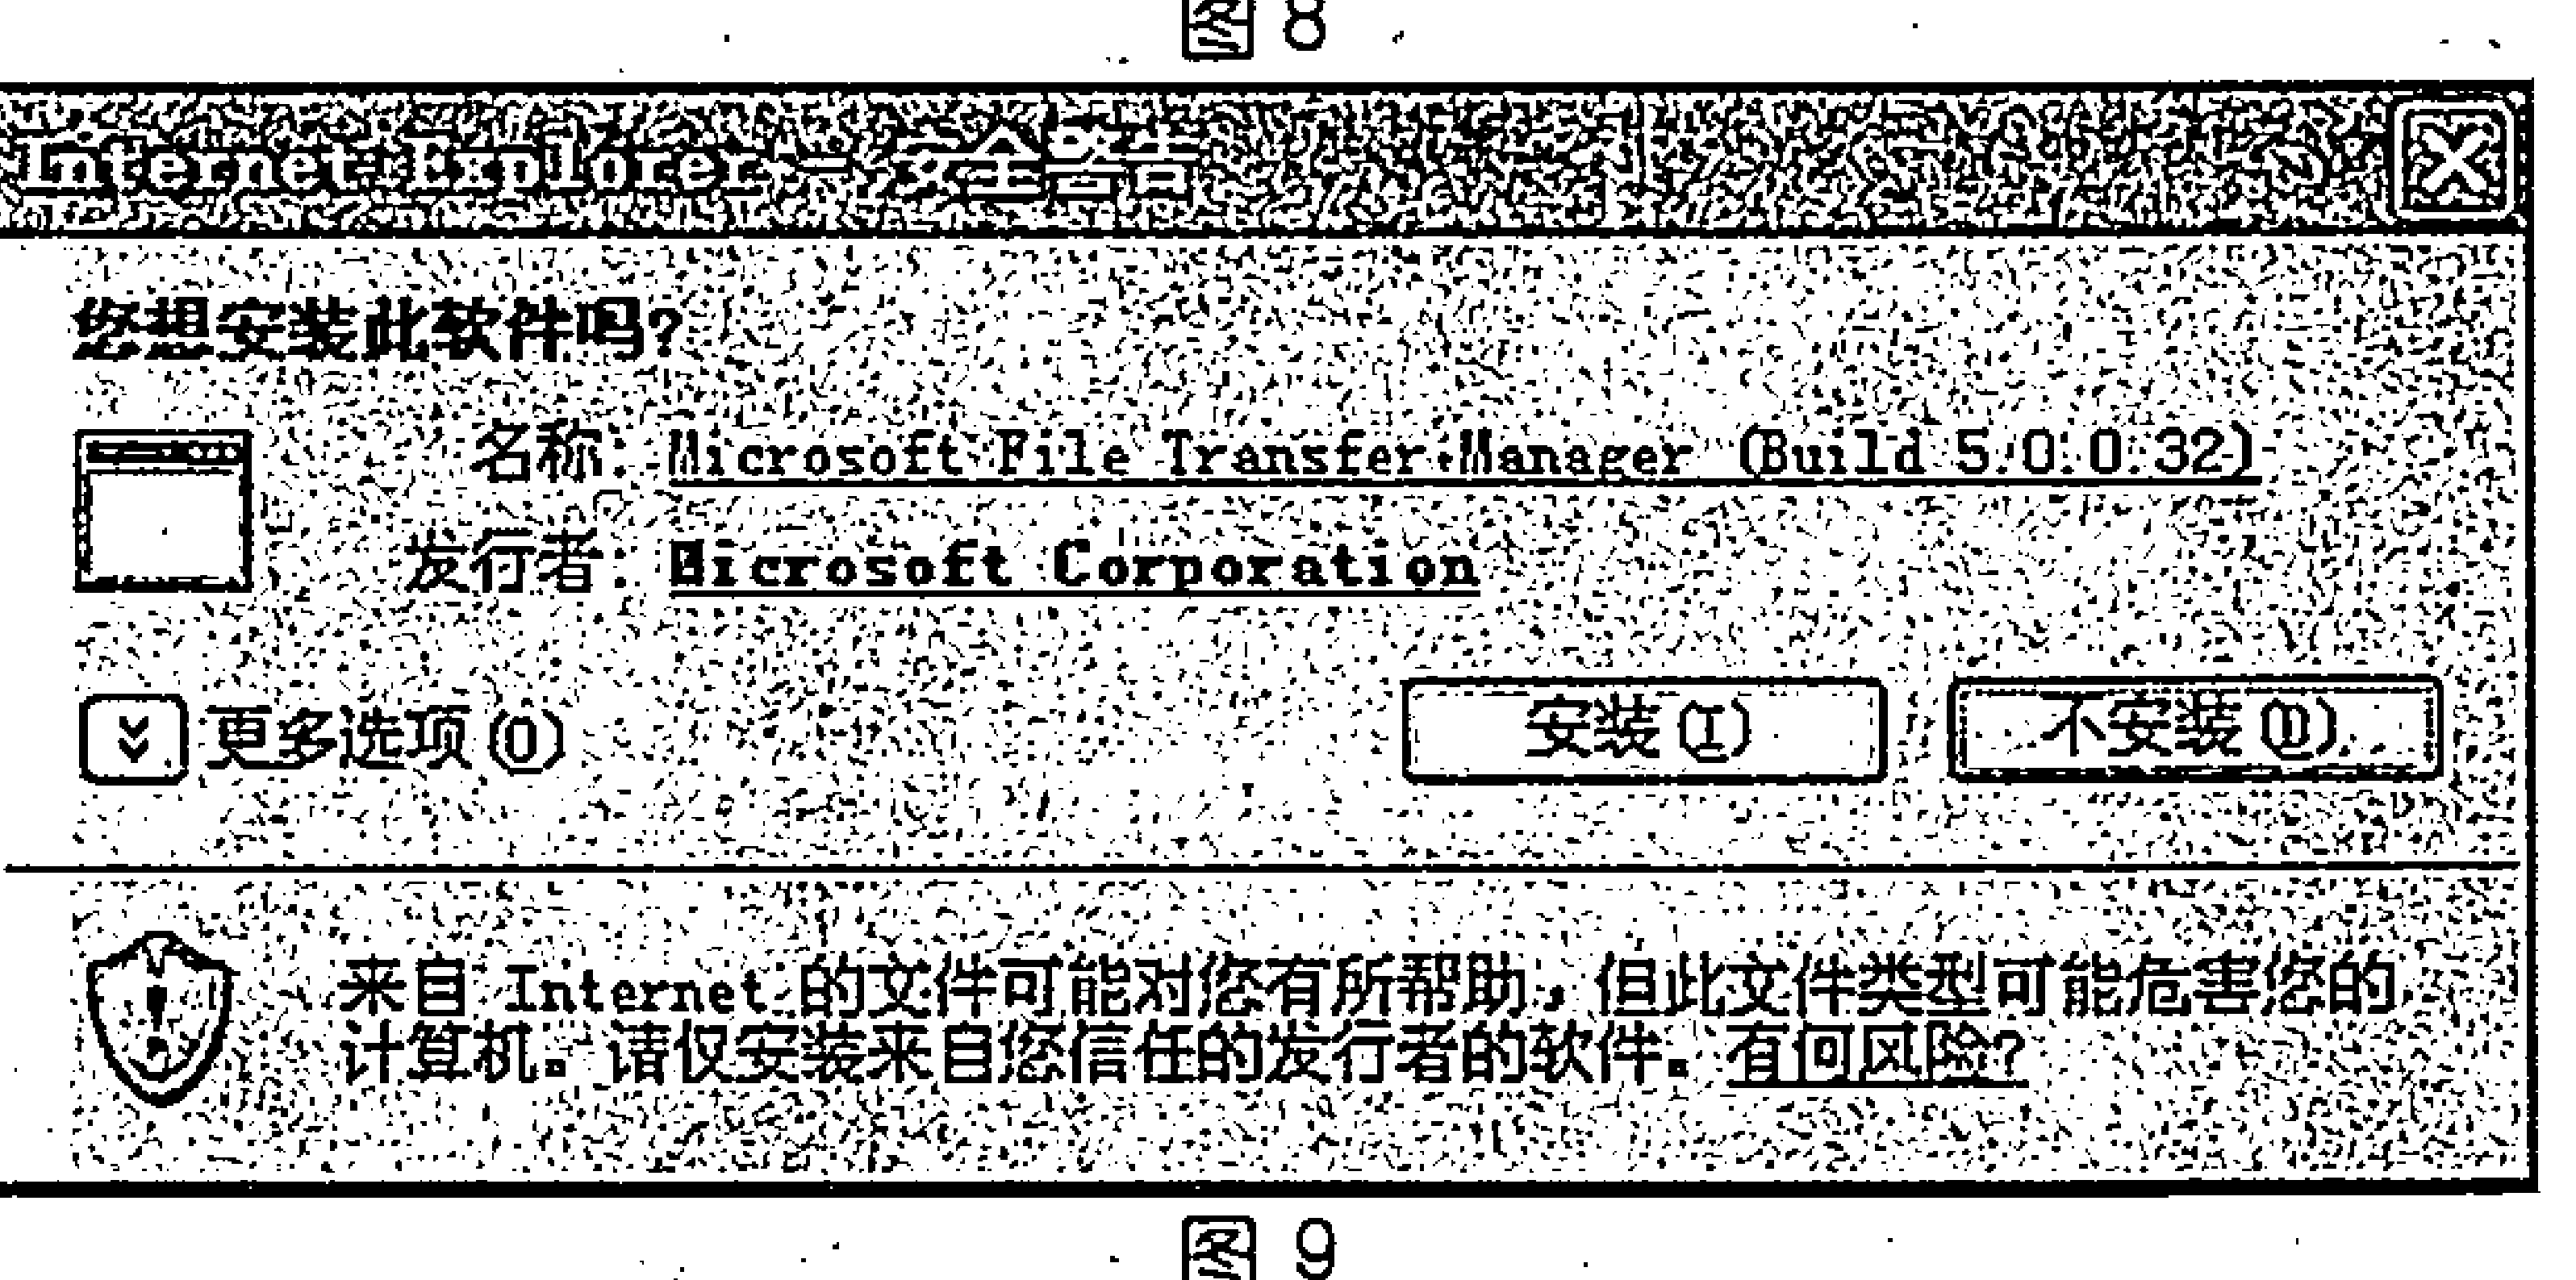 图 8
Internet Explorer - 安全警告
您想安装此软件吗?
名称: Microsoft File Transfer Manager (Build 5.0.0.32)
发行者: Microsoft Corporation
更多选项(O)
安装(I)
不安装(D)
来自 Internet 的文件可能对您有所帮助，但此文件类型可能危害您的
计算机。请仅安装来自您信任的发行者的软件。有何风险?
图 9